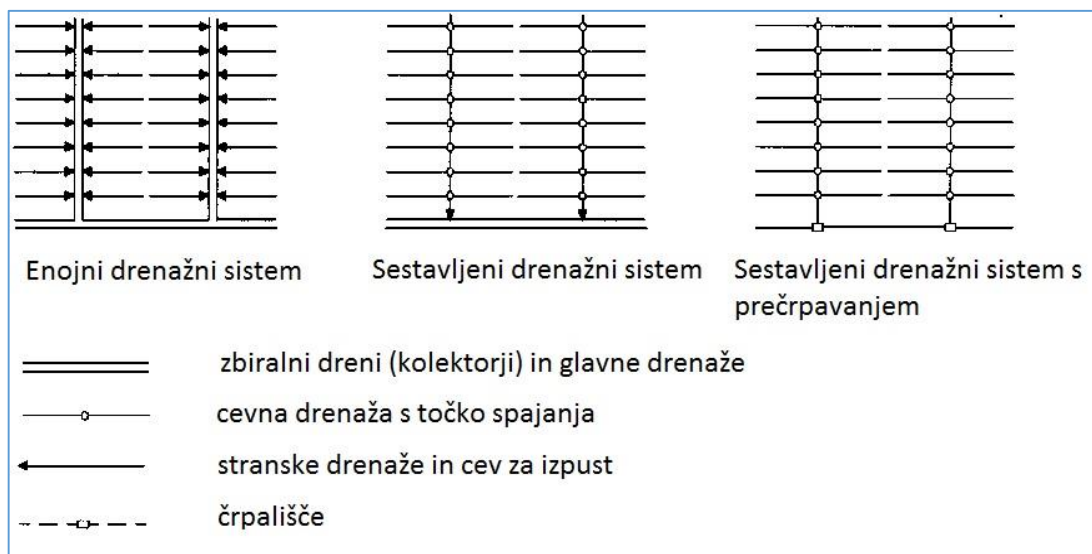 Enojni drenažni sistem
Sestavljeni drenažni sistem
Sestavljeni drenažni sistem s
prečrpavanjem
zbiralni dreni (kolektorji) in glavne drenaže
cevna drenaža s točko spajanja
stranske drenaže in cev za izpust
črpališče